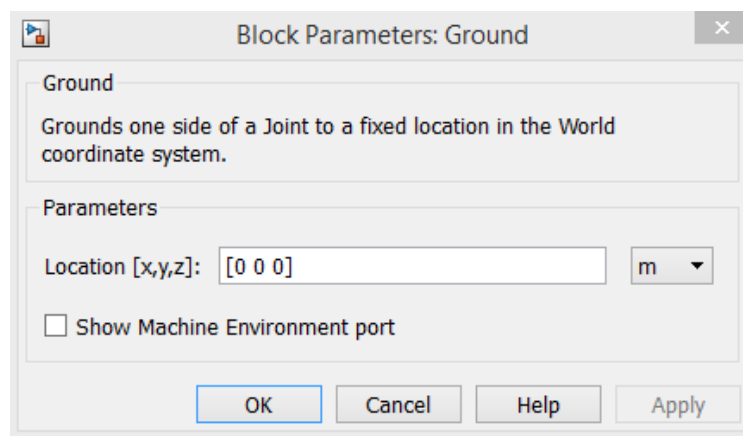 Block Parameters: Ground
Ground
Grounds one side of a Joint to a fixed location in the World
coordinate system.
Parameters
Location [x,y,z]: [0 0 0] m
Show Machine Environment port
OK Cancel Help Apply